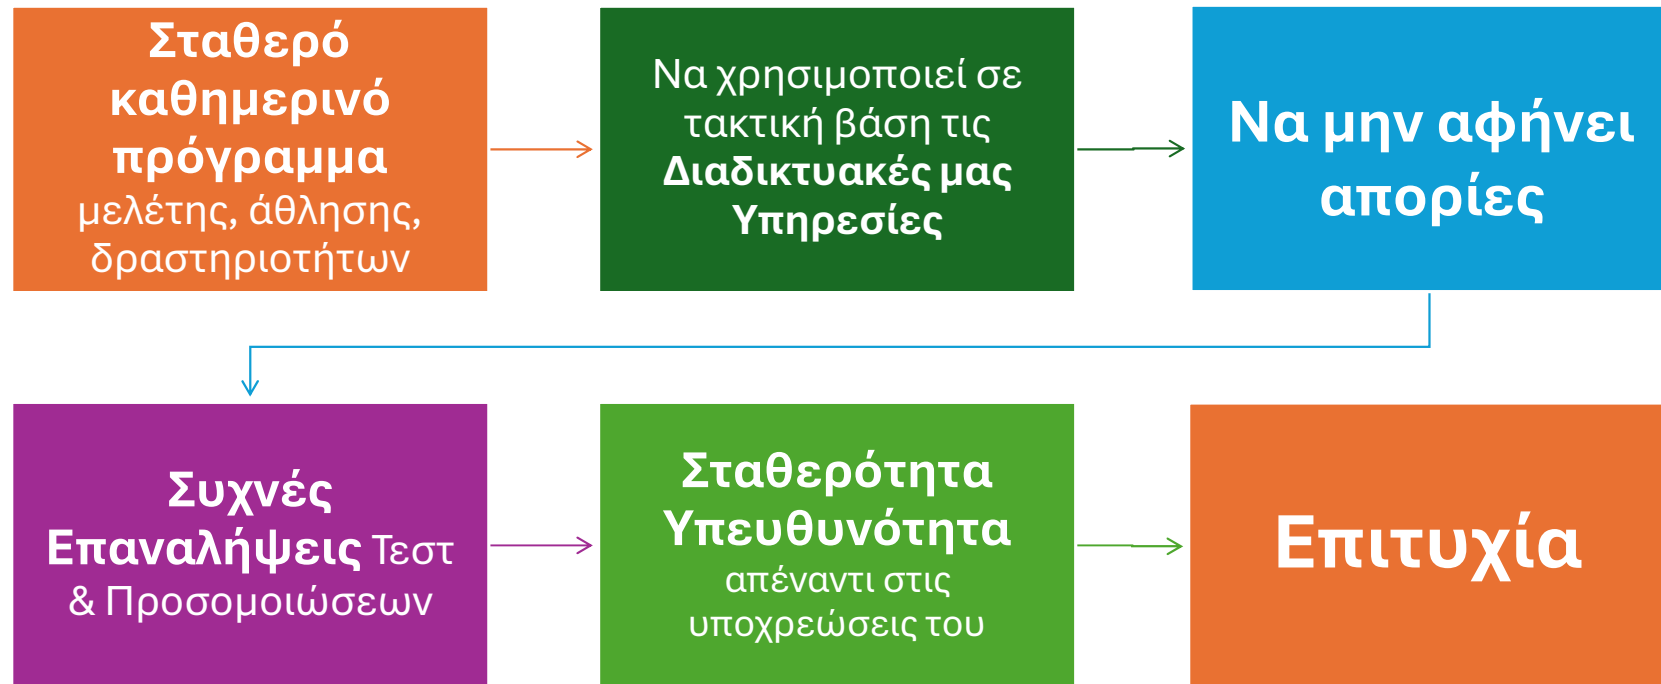 Σταθερό
καθημερινό
πρόγραμμα
μελέτης, άθλησης,
δραστηριοτήτων
Να χρησιμοποιεί σε
τακτική βάση τις
Διαδικτυακές μας
Υπηρεσίες
Να μην αφήνει
απορίες
Συχνές
Επαναλήψεις Τεστ
& Προσομοιώσεων
Σταθερότητα
Υπευθυνότητα
απέναντι στις
υποχρεώσεις του
Επιτυχία